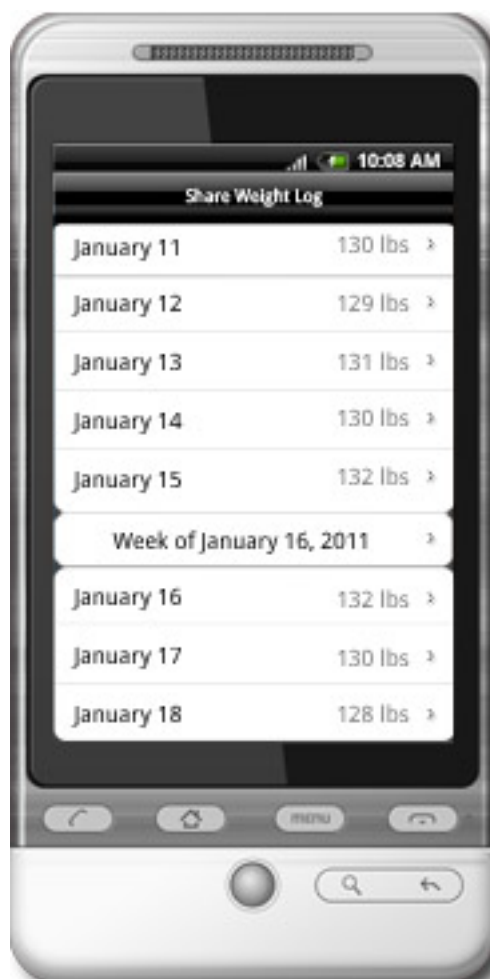 10:08 AM
Share Weight Log
January 11 130 lbs
January 12 129 lbs
January 13 131 lbs
January 14 130 lbs
January 15 132 lbs
Week of January 16, 2011
January 16 132 lbs
January 17 130 lbs
January 18 128 lbs
menu